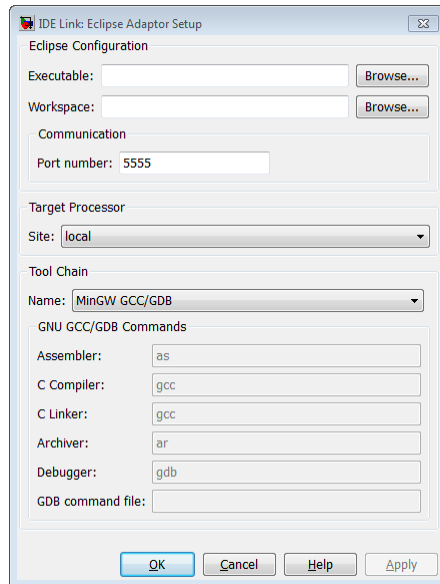 IDE Link: Eclipse Adaptor Setup
Eclipse Configuration
Executable: Browse...
Workspace: Browse...
Communication
Port number: 5555
Target Processor
Site: local
Tool Chain
Name: MinGW GCC/GDB
GNU GCC/GDB Commands
Assembler: as
C Compiler: gcc
C Linker: gcc
Archiver: ar
Debugger: gdb
GDB command file:
OK Cancel Help Apply